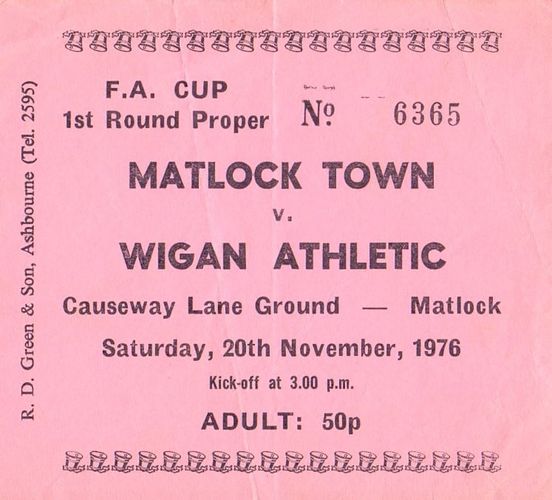 F.A. CUP
1st Round Proper
Nº 6365
MATLOCK TOWN
v.
WIGAN ATHLETIC
Causeway Lane Ground — Matlock
Saturday, 20th November, 1976
Kick-off at 3.00 p.m.
ADULT: 50p
R. D. Green & Son, Ashbourne (Tel. 2595)